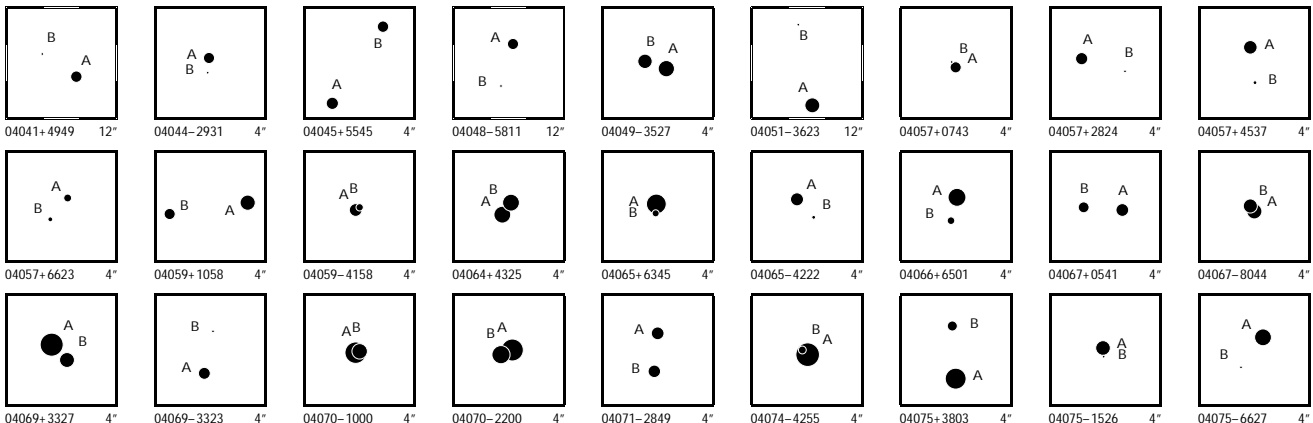 B
A
04041+4949 12"
A
B
04044–2931 4"
B
A
04045+5545 4"
A
B
04048–5811 4"
B A
04049–3527 4"
B
A
04051–3623 12"
B
A
04057+0743 4"
A
B
04057+2824 4"
A
B
04057+4537 4"
A
B
04057+6623 4"
B
A
04059+1058 4"
A B
04059–4158 4"
B
A
04064+4325 4"
A
B
04065+6345 4"
A
B
04065–4222 4"
A
B
04066+6501 4"
B A
04067+0541 4"
B
A
04067–8044 4"
A
B
04069+3327 4"
B
A
04069–3323 4"
A B
04070–1000 4"
B A
04070–2200 4"
A
B
04071–2849 4"
B
A
04074–4255 4"
B
A
04075+3803 4"
A
B
04075–1526 4"
A
B
04075–6627 4"